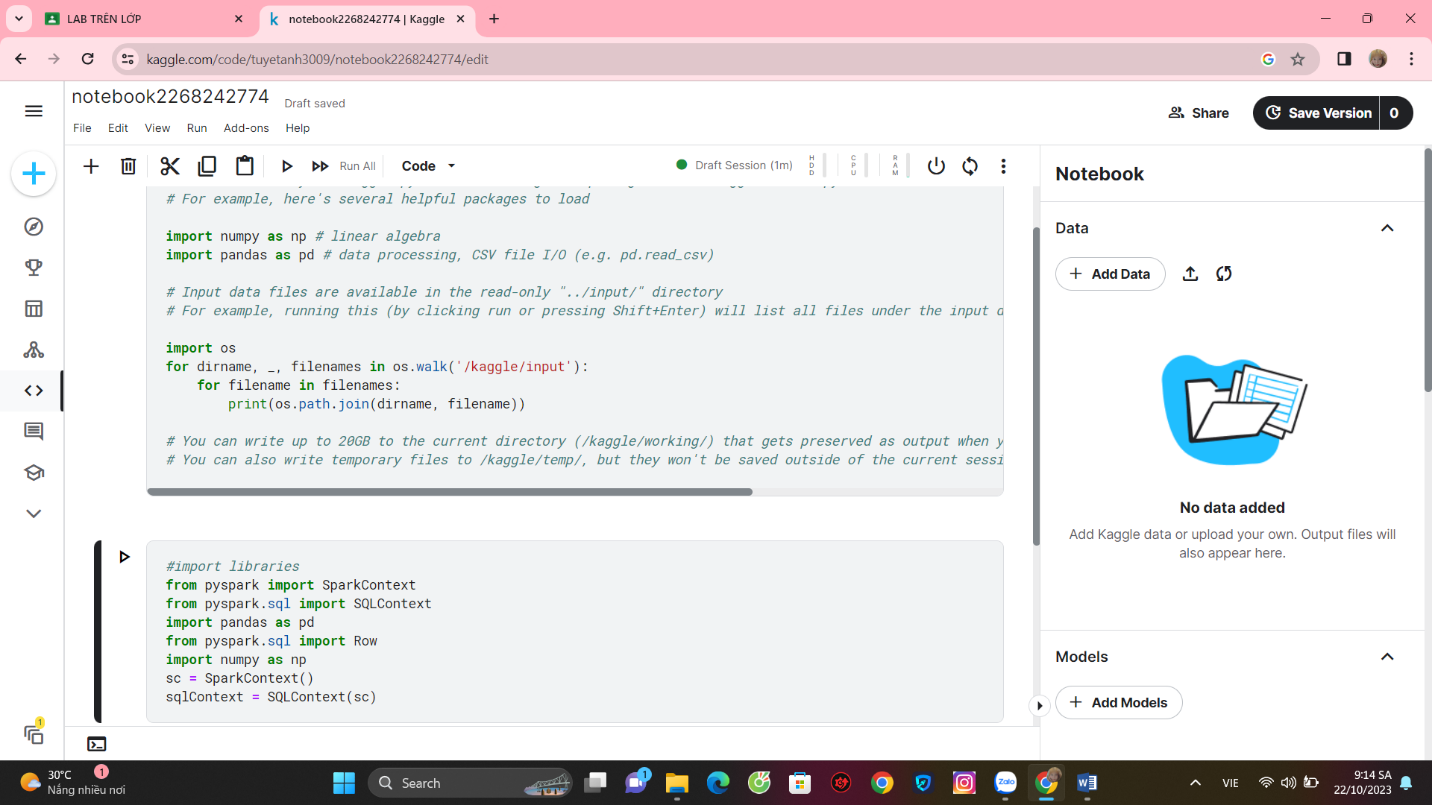 LAB TRÊN LỚP
notebook2268242774 | Kaggle
kaggle.com/code/tuyetanh3009/notebook2268242774/edit
notebook2268242774
Draft saved
File Edit View Run Add-ons Help
Share
Save Version 0
Run All
Code
Draft Session (1m)
HDD
CPU
RAM
# For example, here's several helpful packages to load
import numpy as np # linear algebra
import pandas as pd # data processing, CSV file I/O (e.g. pd.read_csv)
# Input data files are available in the read-only "../input/" directory
# For example, running this (by clicking run or pressing Shift+Enter) will list all files under the input d
import os
for dirname, _, filenames in os.walk('/kaggle/input'):
    for filename in filenames:
        print(os.path.join(dirname, filename))
# You can write up to 20GB to the current directory (/kaggle/working/) that gets preserved as output when y
# You can also write temporary files to /kaggle/temp/, but they won't be saved outside of the current sessi
#import libraries
from pyspark import SparkContext
from pyspark.sql import SQLContext
import pandas as pd
from pyspark.sql import Row
import numpy as np
sc = SparkContext()
sqlContext = SQLContext(sc)
Notebook
Data
Add Data
No data added
Add Kaggle data or upload your own. Output files will
also appear here.
Models
Add Models
1
30°C
1
Nắng nhiều nơi
Search
1
Zalo
VIE
9:14 SA
22/10/2023